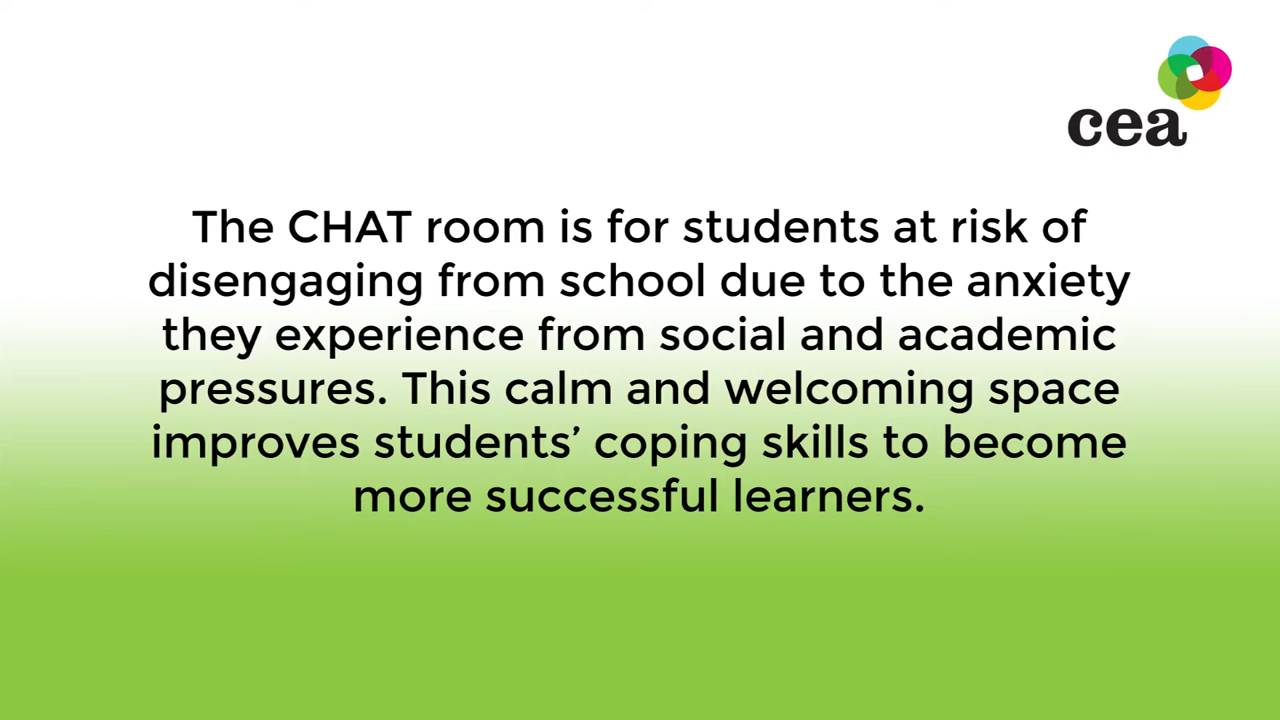 cea
The CHAT room is for students at risk of
disengaging from school due to the anxiety
they experience from social and academic
pressures. This calm and welcoming space
improves students’ coping skills to become
more successful learners.